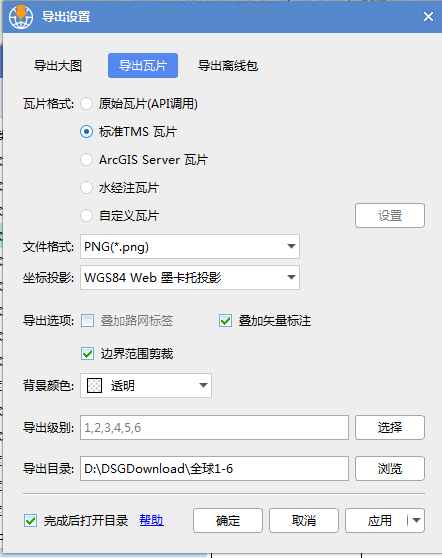 导出设置
导出大图 导出瓦片 导出离线包
瓦片格式: 原始瓦片(API调用)
标准TMS 瓦片
ArcGIS Server 瓦片
水经注瓦片
自定义瓦片 设置
文件格式: PNG(*.png)
坐标投影: WGS84 Web 墨卡托投影
导出选项: 叠加路网标签 叠加矢量标注
边界范围剪裁
背景颜色: 透明
导出级别: 1,2,3,4,5,6 选择
导出目录: D:\DSGDownload\全球1-6 浏览
完成后打开目录 帮助 确定 取消 应用